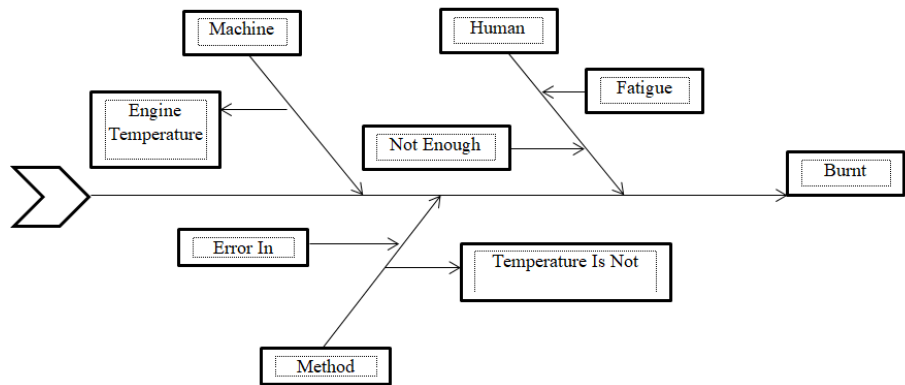 Machine
Human
Engine
Temperature
Fatigue
Not Enough
Burnt
Error In
Temperature Is Not
Method